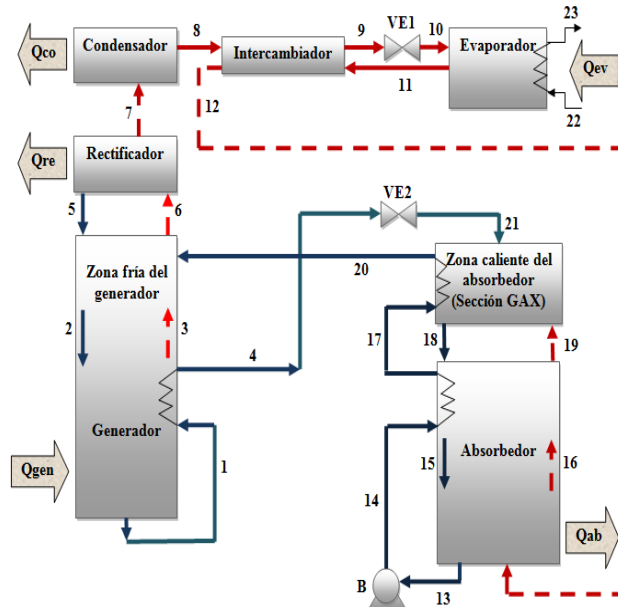 Qco
Condensador
8
Intercambiador
9
VE1
10
Evaporador
23
Qev
22
11
12
7
Qre
Rectificador
5
6
VE2
21
Zona fría del
generador
20
Zona caliente del
absorbedor
(Sección GAX)
2
3
4
17
18
19
Generador
Qgen
1
14
15
Absorbedor
16
Qab
B
13